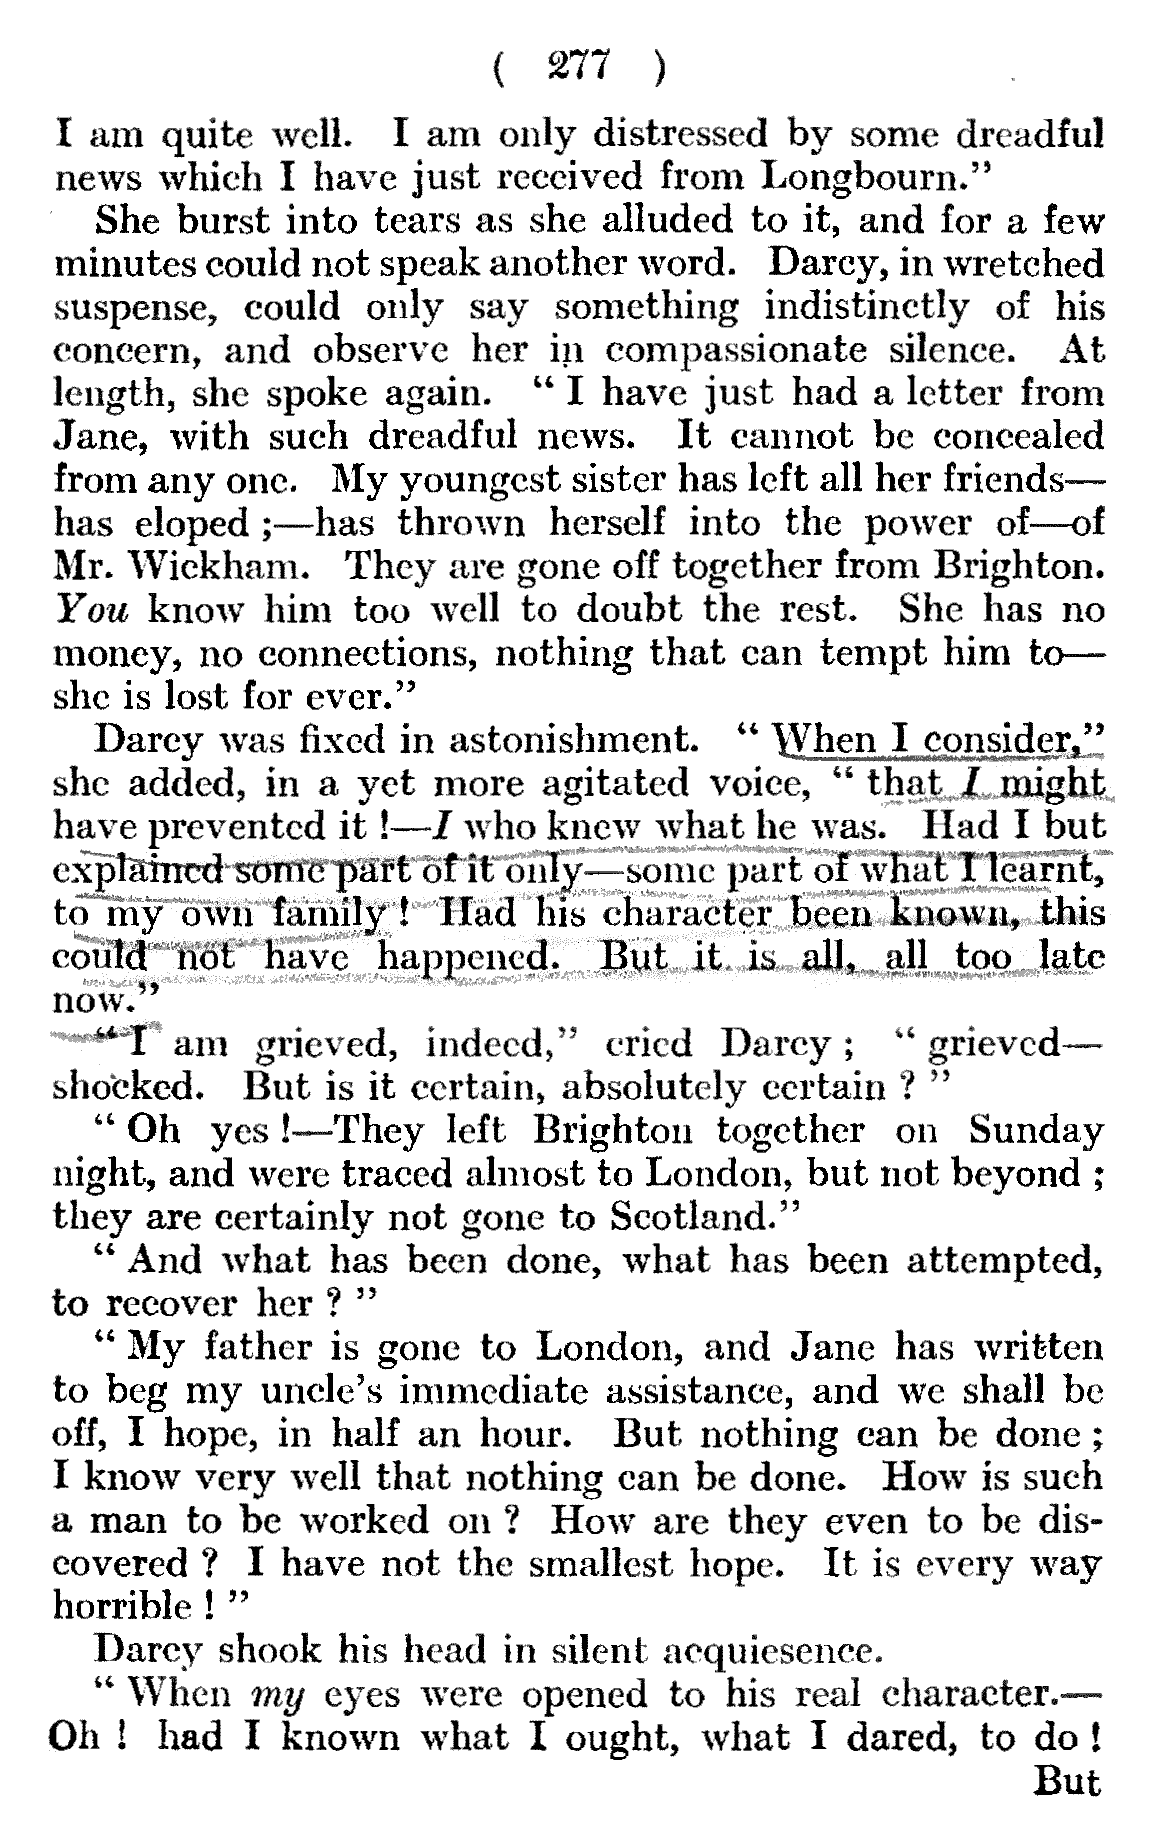 ( 277 )
I am quite well. I am only distressed by some dreadful
news which I have just received from Longbourn.”
She burst into tears as she alluded to it, and for a few
minutes could not speak another word. Darcy, in wretched
suspense, could only say something indistinctly of his
concern, and observe her in compassionate silence. At
length, she spoke again. “ I have just had a letter from
Jane, with such dreadful news. It cannot be concealed
from any one. My youngest sister has left all her friends—
has eloped ;—has thrown herself into the power of—of
Mr. Wickham. They are gone off together from Brighton.
You know him too well to doubt the rest. She has no
money, no connections, nothing that can tempt him to—
she is lost for ever.”
Darcy was fixed in astonishment. “ When I consider,”
she added, in a yet more agitated voice, “ that I might
have prevented it !—I who knew what he was. Had I but
explained some part of it only—some part of what I learnt,
to my own family ! Had his character been known, this
could not have happened. But it is all, all too late
now.”
“ I am grieved, indeed,” cried Darcy ; “ grieved—
shocked. But is it certain, absolutely certain ? ”
“ Oh yes !—They left Brighton together on Sunday
night, and were traced almost to London, but not beyond ;
they are certainly not gone to Scotland.”
“ And what has been done, what has been attempted,
to recover her ? ”
“ My father is gone to London, and Jane has written
to beg my uncle’s immediate assistance, and we shall be
off, I hope, in half an hour. But nothing can be done ;
I know very well that nothing can be done. How is such
a man to be worked on ? How are they even to be dis-
covered ? I have not the smallest hope. It is every way
horrible ! ”
Darcy shook his head in silent acquiesence.
“ When my eyes were opened to his real character.—
Oh ! had I known what I ought, what I dared, to do !
But